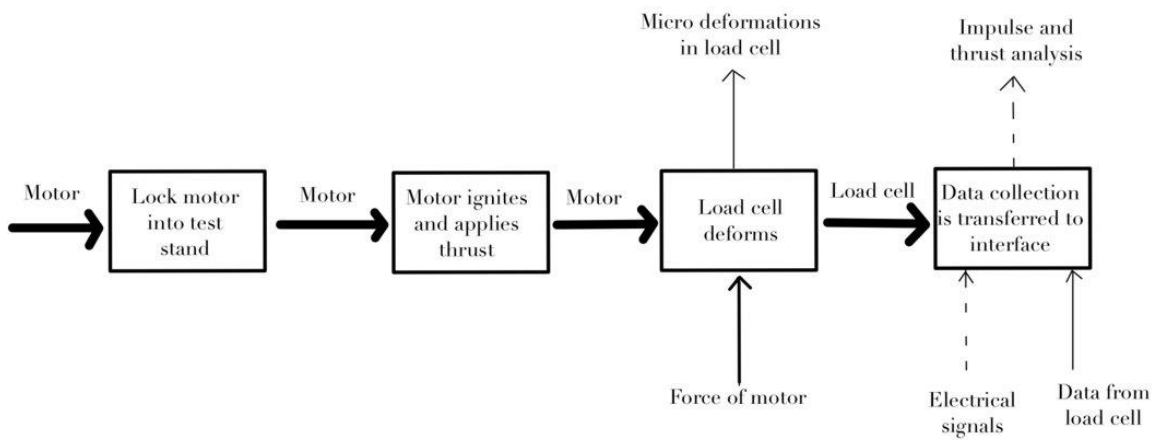 Micro deformations
in load cell
Impulse and
thrust analysis
Motor
Lock motor
into test
stand
Motor
Motor ignites
and applies
thrust
Motor
Load cell
deforms
Load cell
Data collection
is transferred to
interface
Force of motor
Electrical
signals
Data from
load cell